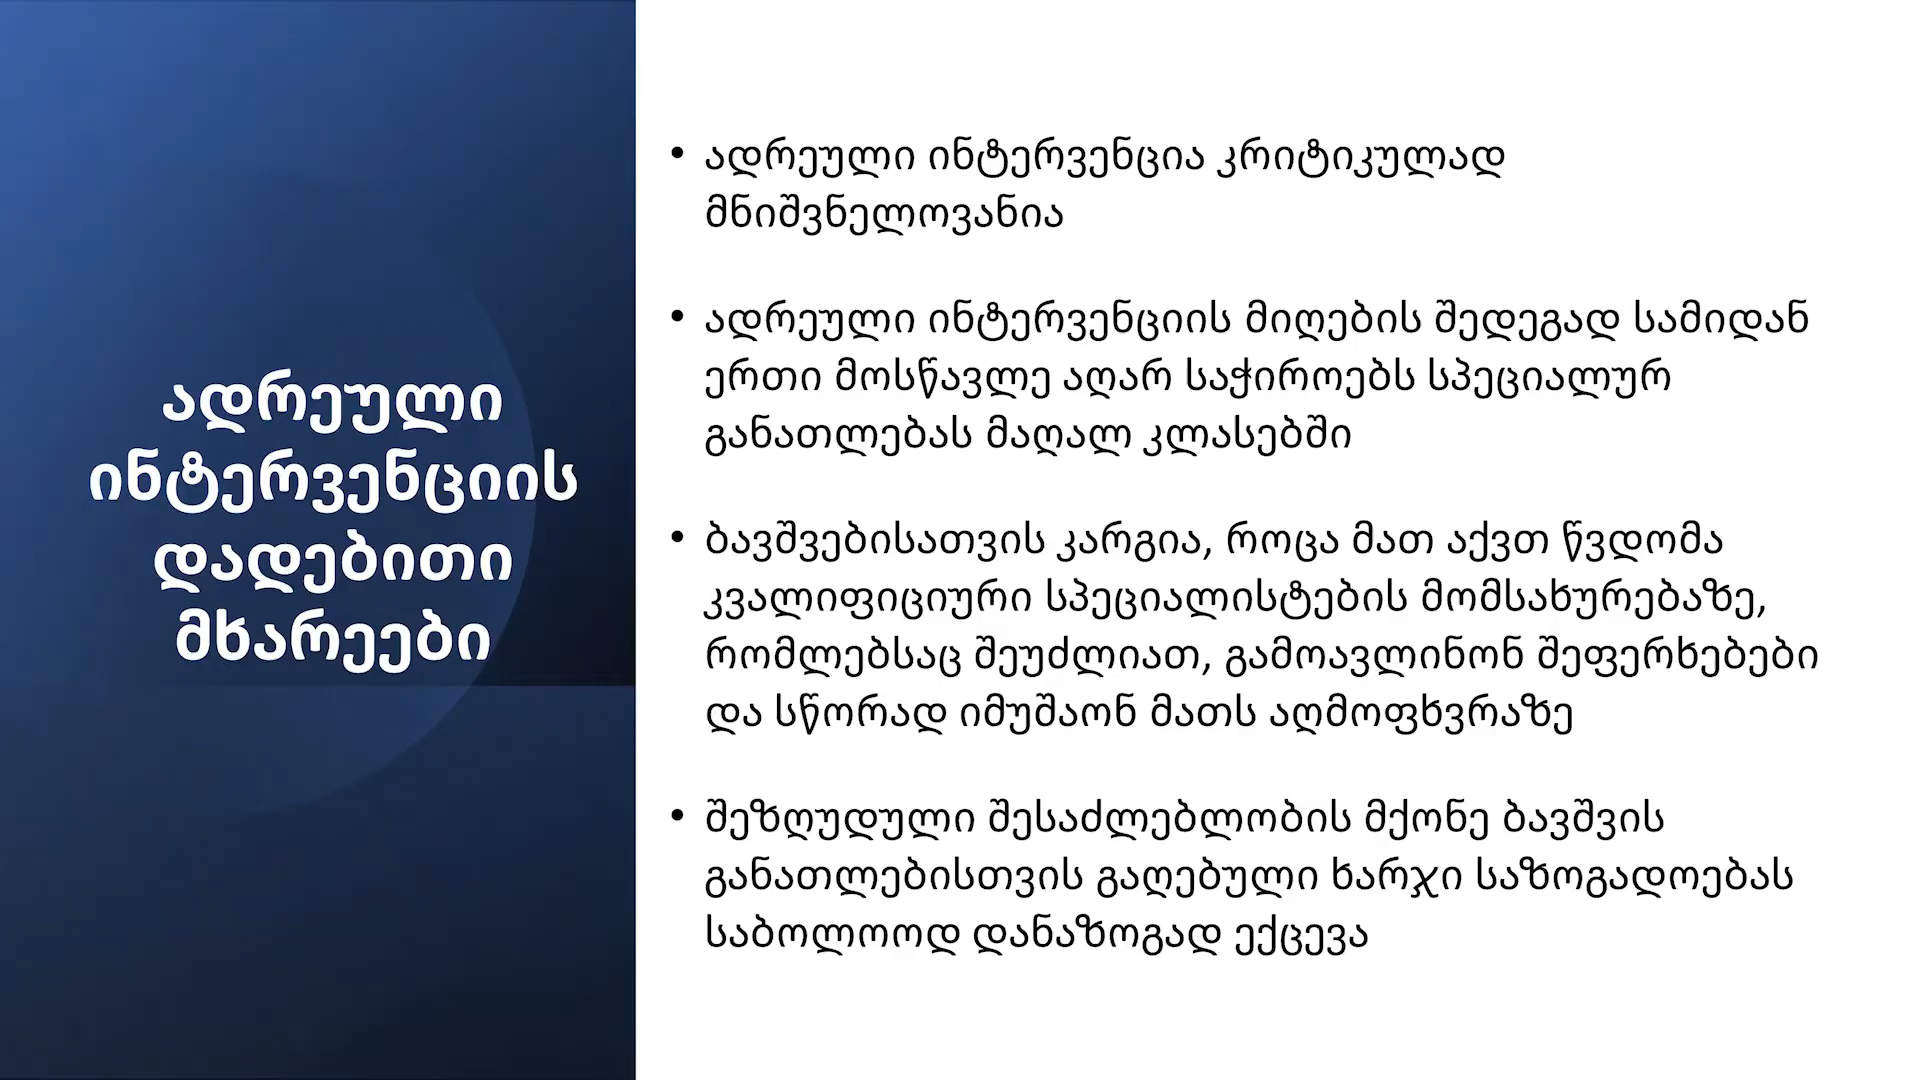 ადრეული
ინტერვენციის
დადებითი
მხარეები
• ადრეული ინტერვენცია კრიტიკულად
მნიშვნელოვანია
• ადრეული ინტერვენციის მიღების შედეგად სამიდან
ერთი მოსწავლე აღარ საჭიროებს სპეციალურ
განათლებას მაღალ კლასებში
• ბავშვებისათვის კარგია, როცა მათ აქვთ წვდომა
კვალიფიციური სპეციალისტების მომსახურებაზე,
რომლებსაც შეუძლიათ, გამოავლინონ შეფერხებები
და სწორად იმუშაონ მათს აღმოფხვრაზე
• შეზღუდული შესაძლებლობის მქონე ბავშვის
განათლებისთვის გაღებული ხარჯი საზოგადოებას
საბოლოოდ დანაზოგად ექცევა